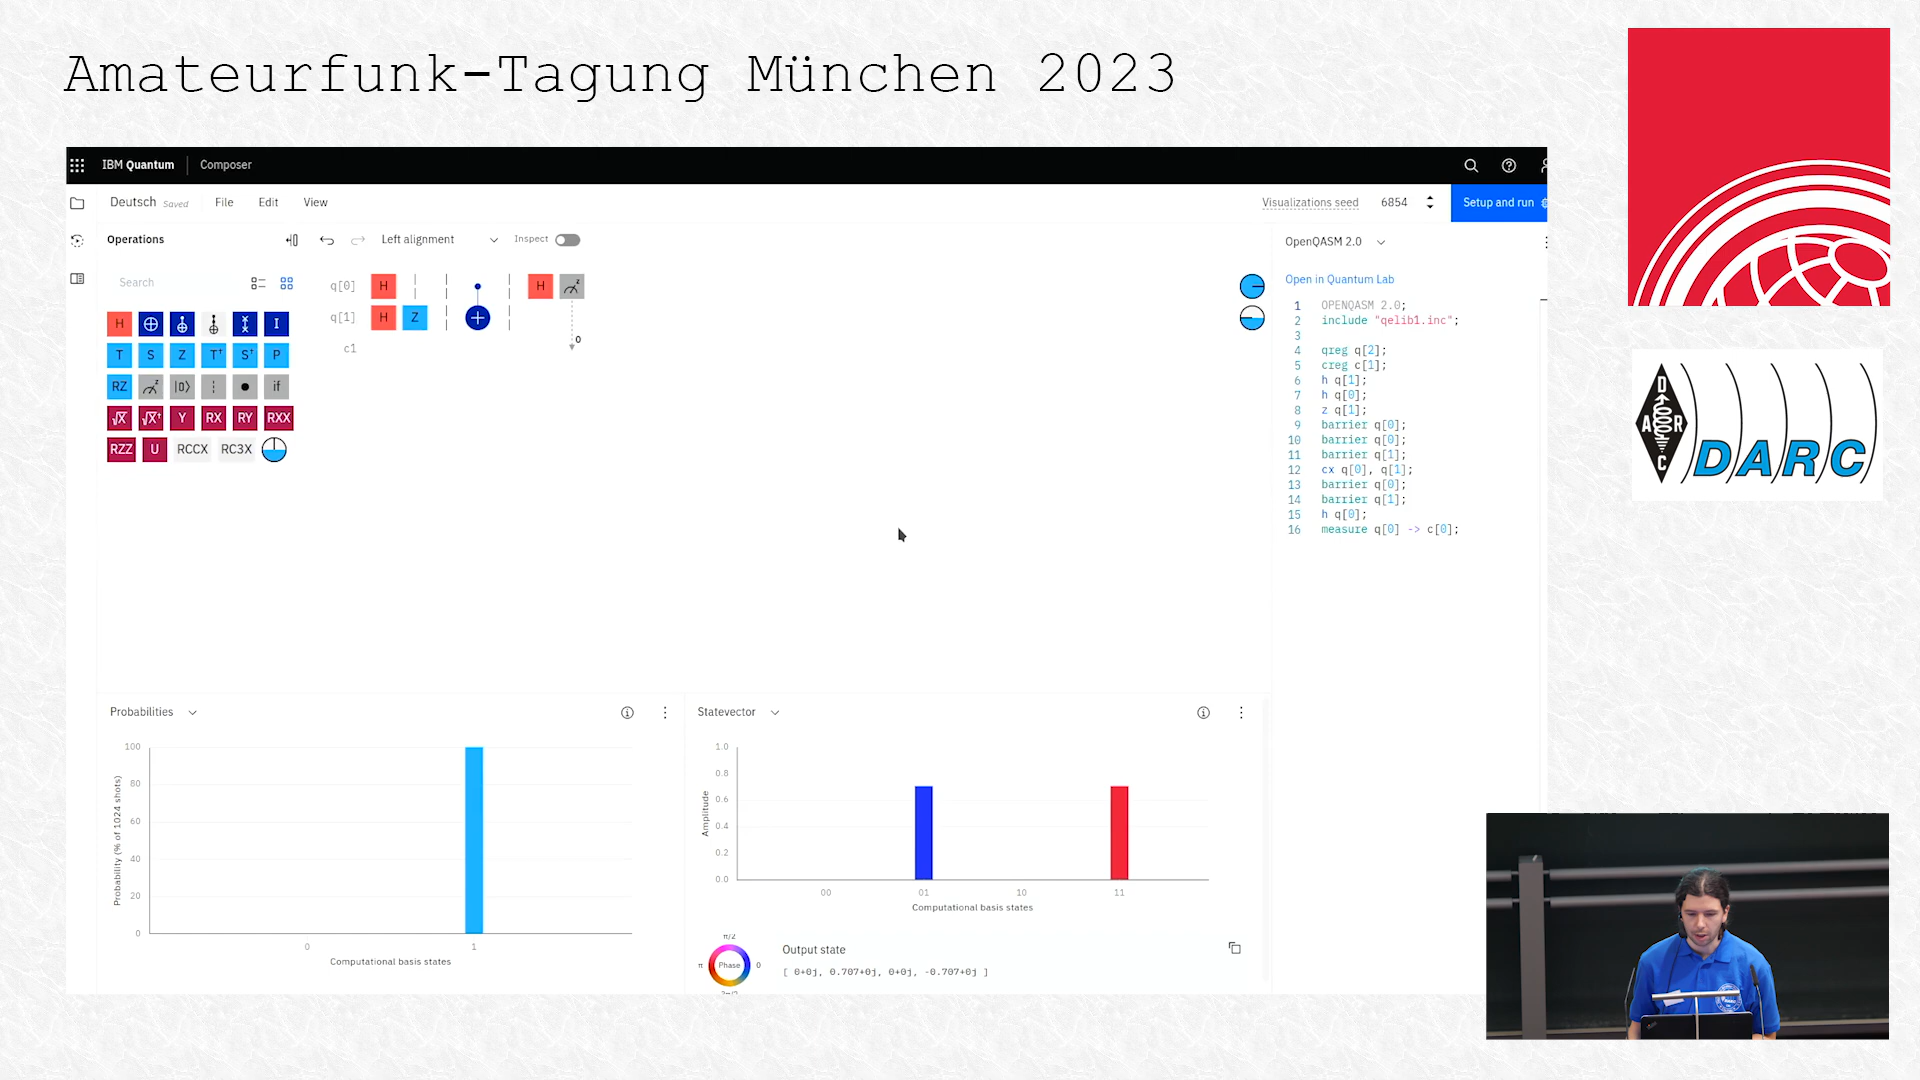 Amateurfunk-Tagung München 2023
IBM Quantum Composer
Deutsch Saved File Edit View
Visualizations seed 6854 Setup and run
Operations
Left alignment Inspect
OpenQASM 2.0
Search
Open in Quantum Lab
q[0] H H z
q[1] H Z
c1 0
H I
T S Z T† S† P
RZ z |0⟩ if
√X √X† Y RX RY RXX
RZZ U RCCX RC3X
1 OPENQASM 2.0;
2 include "qelib1.inc";
3
4 qreg q[2];
5 creg c[1];
6 h q[1];
7 h q[0];
8 z q[1];
9 barrier q[0];
10 barrier q[0];
11 barrier q[1];
12 cx q[0], q[1];
13 barrier q[0];
14 barrier q[1];
15 h q[0];
16 measure q[0] -> c[0];
Probabilities
Probability (% of 1024 shots)
100
80
60
40
20
0
0 1
Computational basis states
Statevector
Amplitude
1.0
0.8
0.6
0.4
0.2
0.0
00 01 10 11
Computational basis states
π/2
π Phase 0
Output state
[ 0+0j, 0.707+0j, 0+0j, -0.707+0j ]
D
A R
C
DARC
DARC